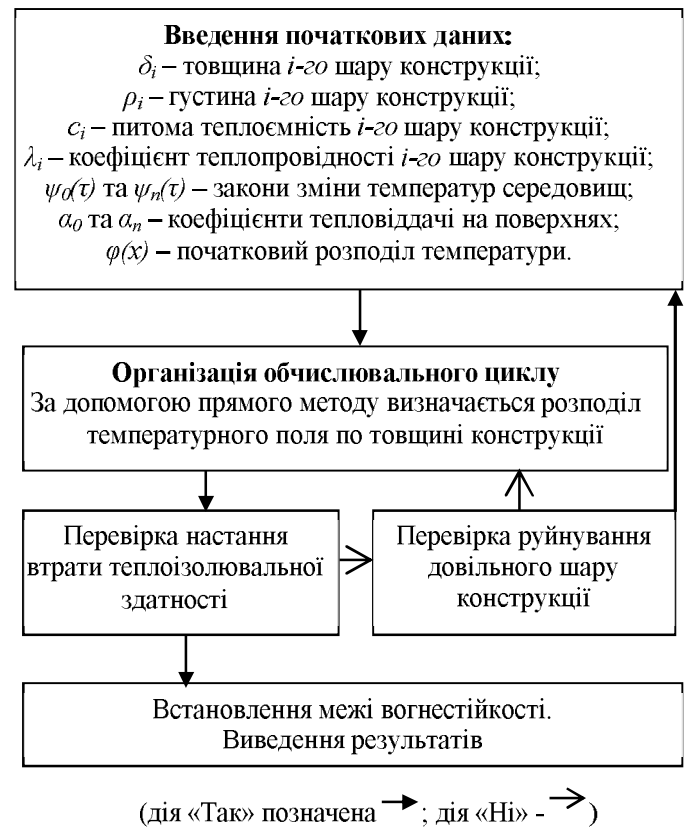 Введення початкових даних:
δi – товщина i-го шару конструкції;
ρi – густина i-го шару конструкції;
ci – питома теплоємність i-го шару конструкції;
λi – коефіцієнт теплопровідності i-го шару конструкції;
ψ0(τ) та ψn(τ) – закони зміни температур середовищ;
α0 та αn – коефіцієнти тепловіддачі на поверхнях;
φ(x) – початковий розподіл температури.
Організація обчислювального циклу
За допомогою прямого методу визначається розподіл
температурного поля по товщині конструкції
Перевірка настання
втрати теплоізолювальної
здатності
Перевірка руйнування
довільного шару
конструкції
Встановлення межі вогнестійкості.
Виведення результатів
(дія «Так» позначена → ; дія «Ні» - → )